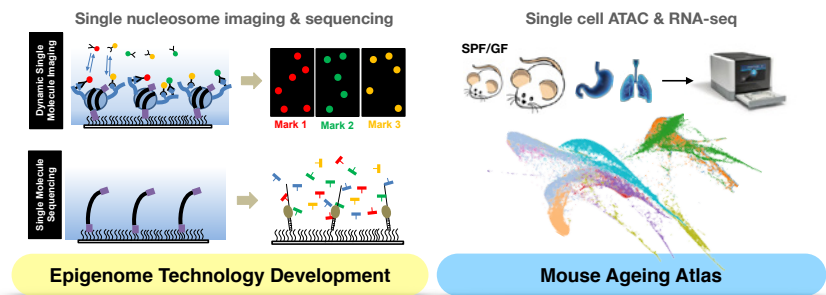 Single nucleosome imaging & sequencing
Single cell ATAC & RNA-seq
Dynamic Single
Molecule Imaging
Mark 1
Mark 2
Mark 3
SPF/GF
Single Molecule
Sequencing
Epigenome Technology Development
Mouse Ageing Atlas